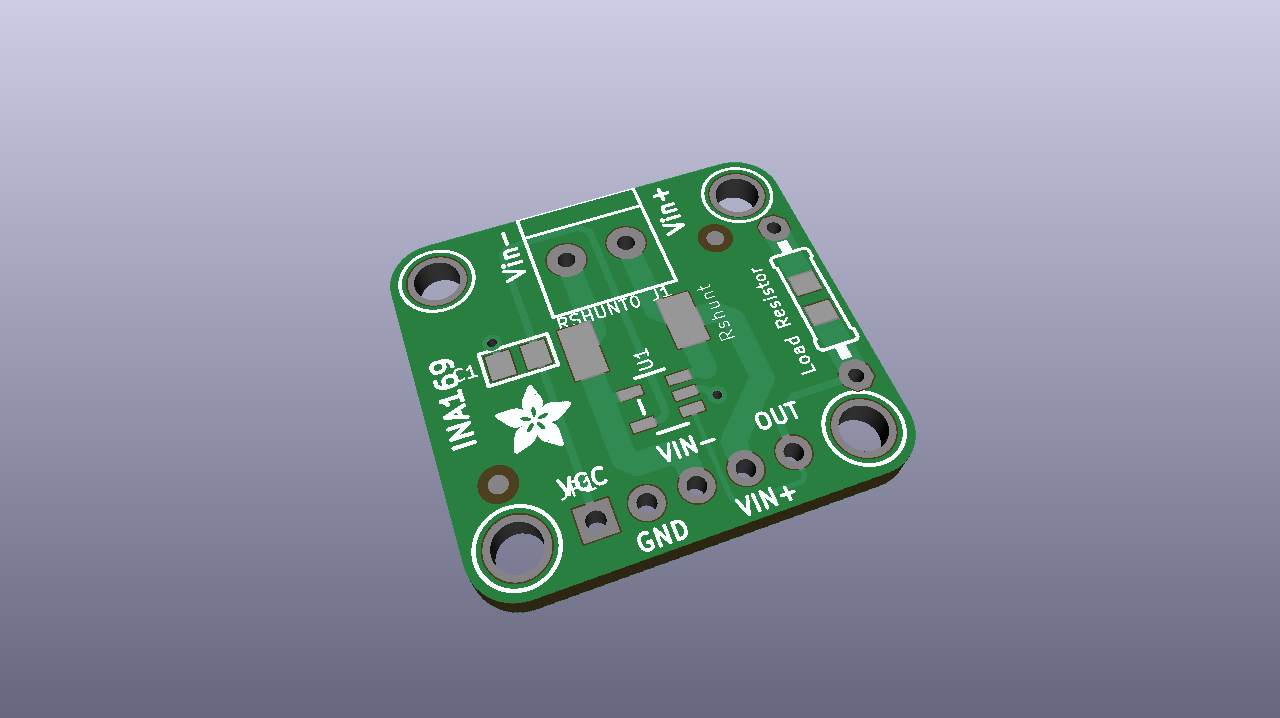 Vin-
Vin+
RSHUNT0
J1
Rshunt
Load Resistor
C1
INA169
U1
OUT
VIN-
VIN+
GND